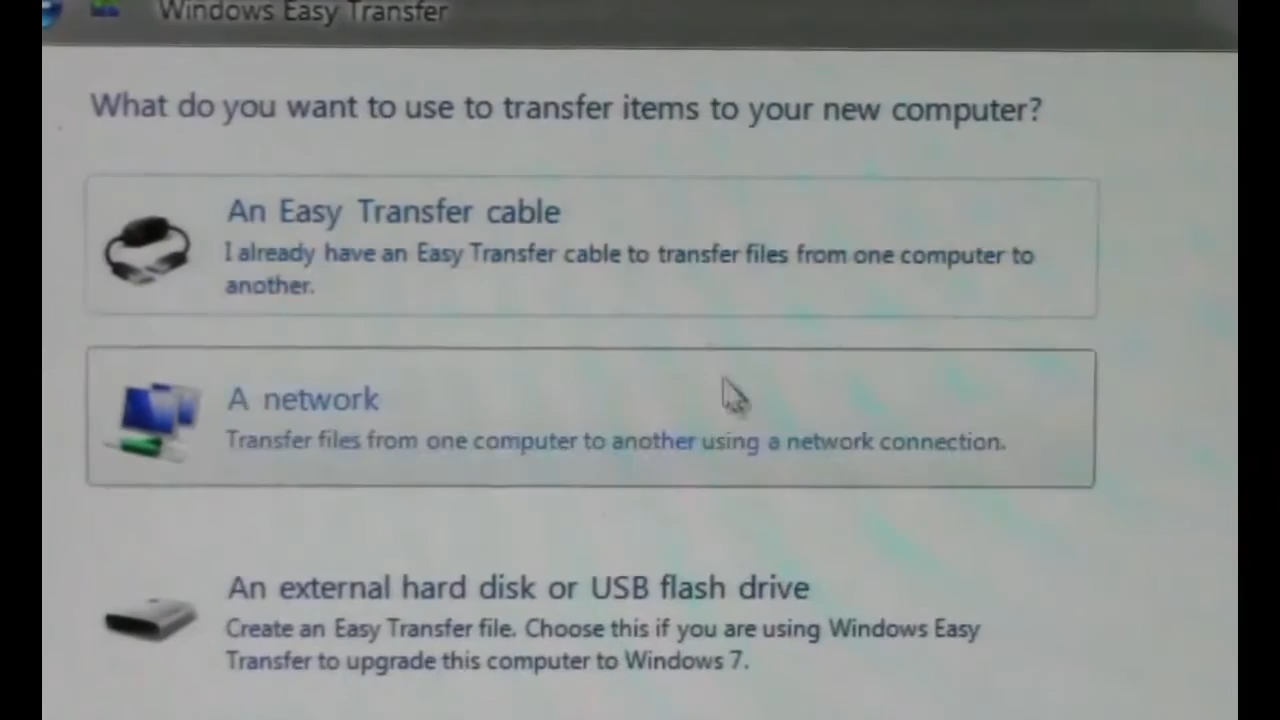 Windows Easy Transfer
What do you want to use to transfer items to your new computer?
An Easy Transfer cable
I already have an Easy Transfer cable to transfer files from one computer to
another.
A network
Transfer files from one computer to another using a network connection.
An external hard disk or USB flash drive
Create an Easy Transfer file. Choose this if you are using Windows Easy
Transfer to upgrade this computer to Windows 7.